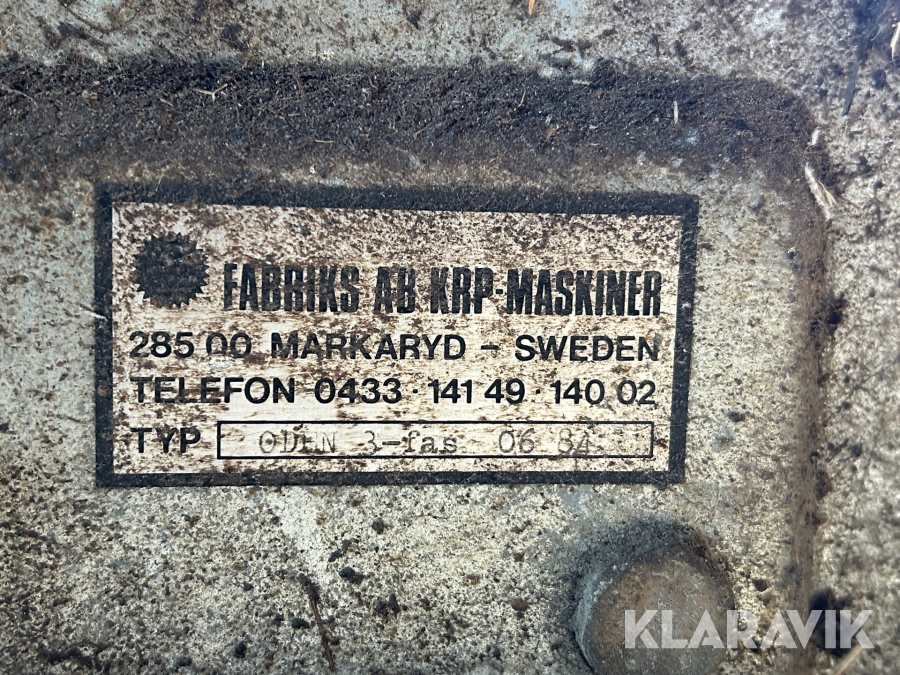 FABRIKS AB KRP-MASKINER
285 00 MARKARYD - SWEDEN
TELEFON 0433 · 141 49 · 140 02
TYP ODEN 3-fas 06 84
KLARAVIK